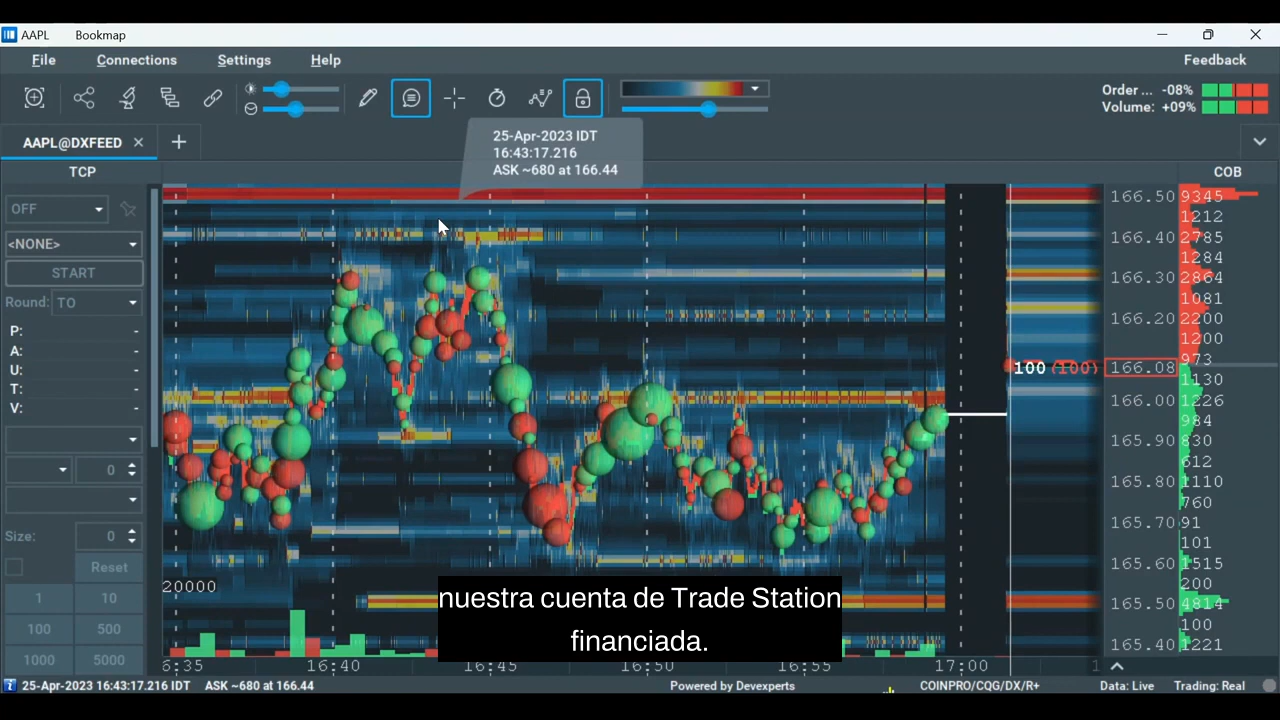 AAPL Bookmap
File Connections Settings Help Feedback
Order ... -08%
Volume: +09%
AAPL@DXFEED
25-Apr-2023 IDT
16:43:17.216
ASK ~680 at 166.44
TCP COB
OFF
<NONE>
START
Round: TO
P: -
A: -
U: -
T: -
V: -
0
Size: 0
Reset
1 10
100 500
1000 5000
166.50 9345
1212
166.40 2785
1284
166.30 2864
1081
166.20 2200
1200
973
100 (100) 166.08
1130
166.00 1226
984
165.90 830
612
165.80 1110
760
165.70 91
101
165.60 1515
200
165.50 4814
100
165.40 1221
20000
nuestra cuenta de Trade Station
financiada.
6:35 16:40 16:45 16:50 16:55 17:00 1
25-Apr-2023 16:43:17.216 IDT ASK ~680 at 166.44 Powered by Devexperts COINPRO/CQG/DX/R+ Data: Live Trading: Real